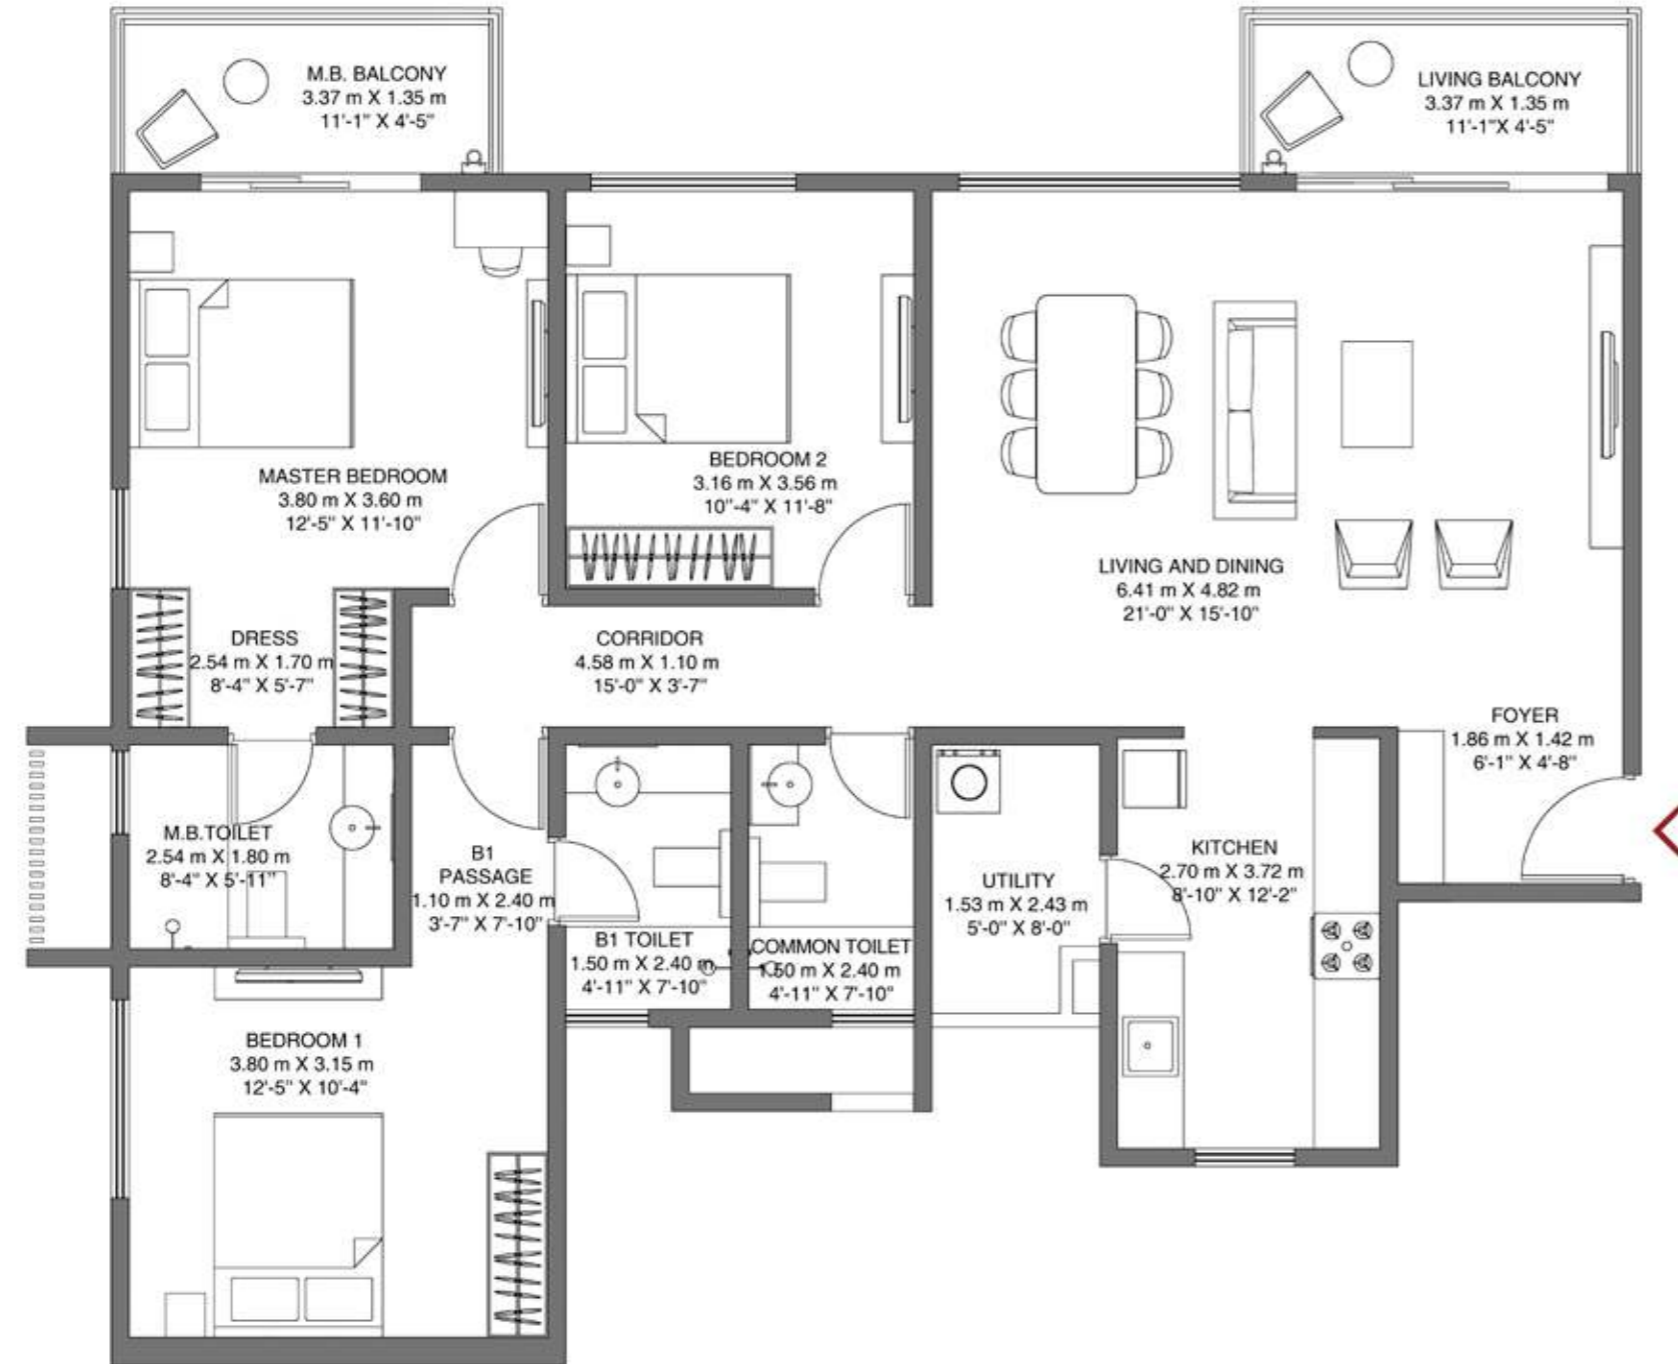 M.B. BALCONY
3.37 m X 1.35 m
11'-1" X 4'-5"
LIVING BALCONY
3.37 m X 1.35 m
11'-1"X 4'-5"
MASTER BEDROOM
3.80 m X 3.60 m
12'-5" X 11'-10"
BEDROOM 2
3.16 m X 3.56 m
10"-4" X 11'-8"
LIVING AND DINING
6.41 m X 4.82 m
21'-0" X 15'-10"
DRESS
2.54 m X 1.70 m
8'-4" X 5'-7"
CORRIDOR
4.58 m X 1.10 m
15'-0" X 3'-7"
FOYER
1.86 m X 1.42 m
6'-1" X 4'-8"
M.B.TOILET
2.54 m X 1.80 m
8'-4" X 5'-11"
B1
PASSAGE
1.10 m X 2.40 m
3'-7" X 7'-10"
B1 TOILET
1.50 m X 2.40 m
4'-11" X 7'-10"
COMMON TOILET
1.50 m X 2.40 m
4'-11" X 7'-10"
UTILITY
1.53 m X 2.43 m
5'-0" X 8'-0"
KITCHEN
2.70 m X 3.72 m
8'-10" X 12'-2"
BEDROOM 1
3.80 m X 3.15 m
12'-5" X 10'-4"